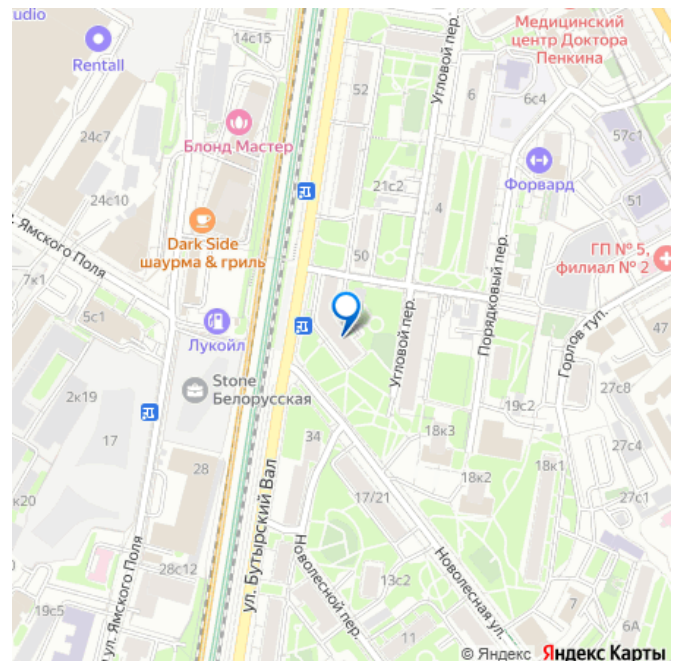 udio
Rentall
14с15
52
Угловой пер.
6
6с4
Медицинский
центр Доктора
Пенкина
24с7
Блонд Мастер
57с1
24с10
21с2
Форвард
51
4
Dark Side
шаурма & гриль
50
Порядковый пер.
ГП № 5,
филиал № 2
. Ямского Поля
7к1
5с1
Лукойл
Угловой пер.
Горлов туп.
47
Stone
Белорусская
2к19
17
19с2
27с8
34
18к3
27с4
28
18к2
18к1
17/21
27с1
к20
ул. Бутырский Вал
Новолесной пер.
Новолесная ул.
28с12
13с2
19с5
ул. Ямского Поля
11
7
6А
© Яндекс Яндекс Карты